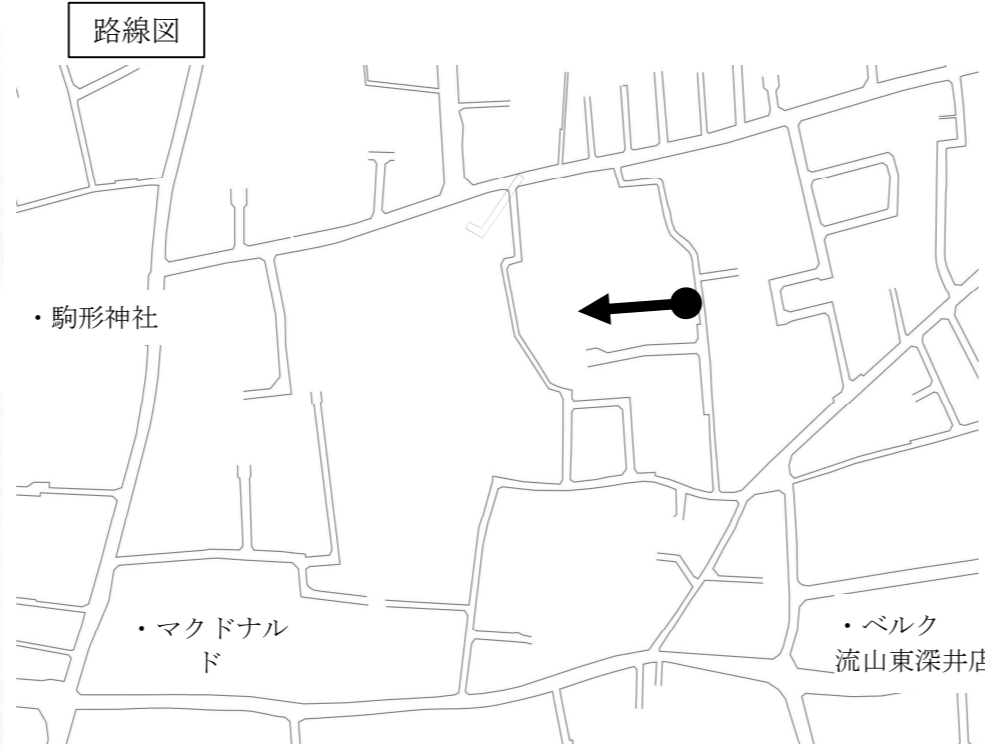 路線図
・駒形神社
・マクドナル
ド
・ベルク
流山東深井店